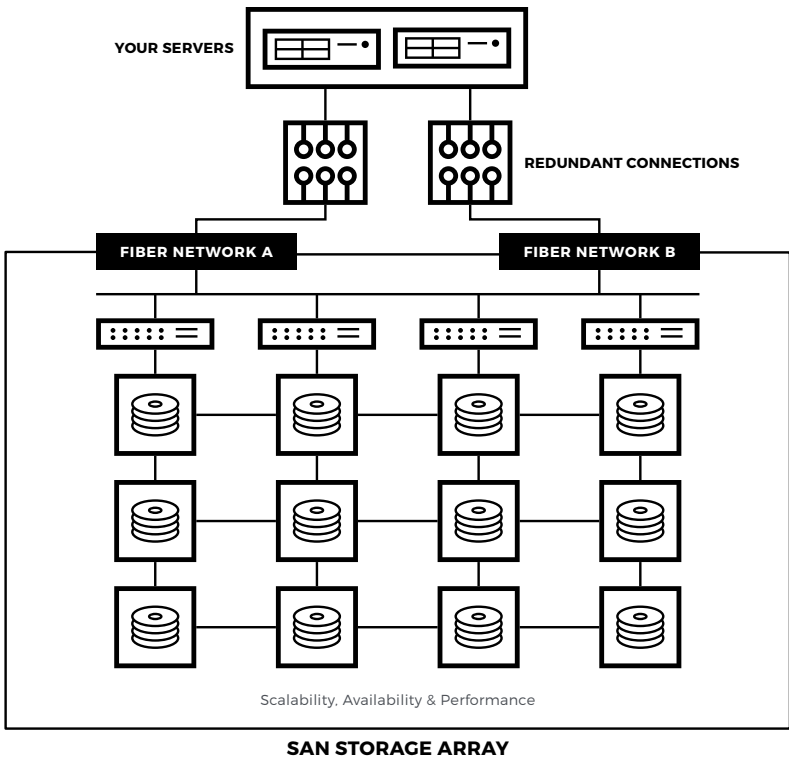 YOUR SERVERS
REDUNDANT CONNECTIONS
FIBER NETWORK A
FIBER NETWORK B
Scalability, Availability & Performance
SAN STORAGE ARRAY